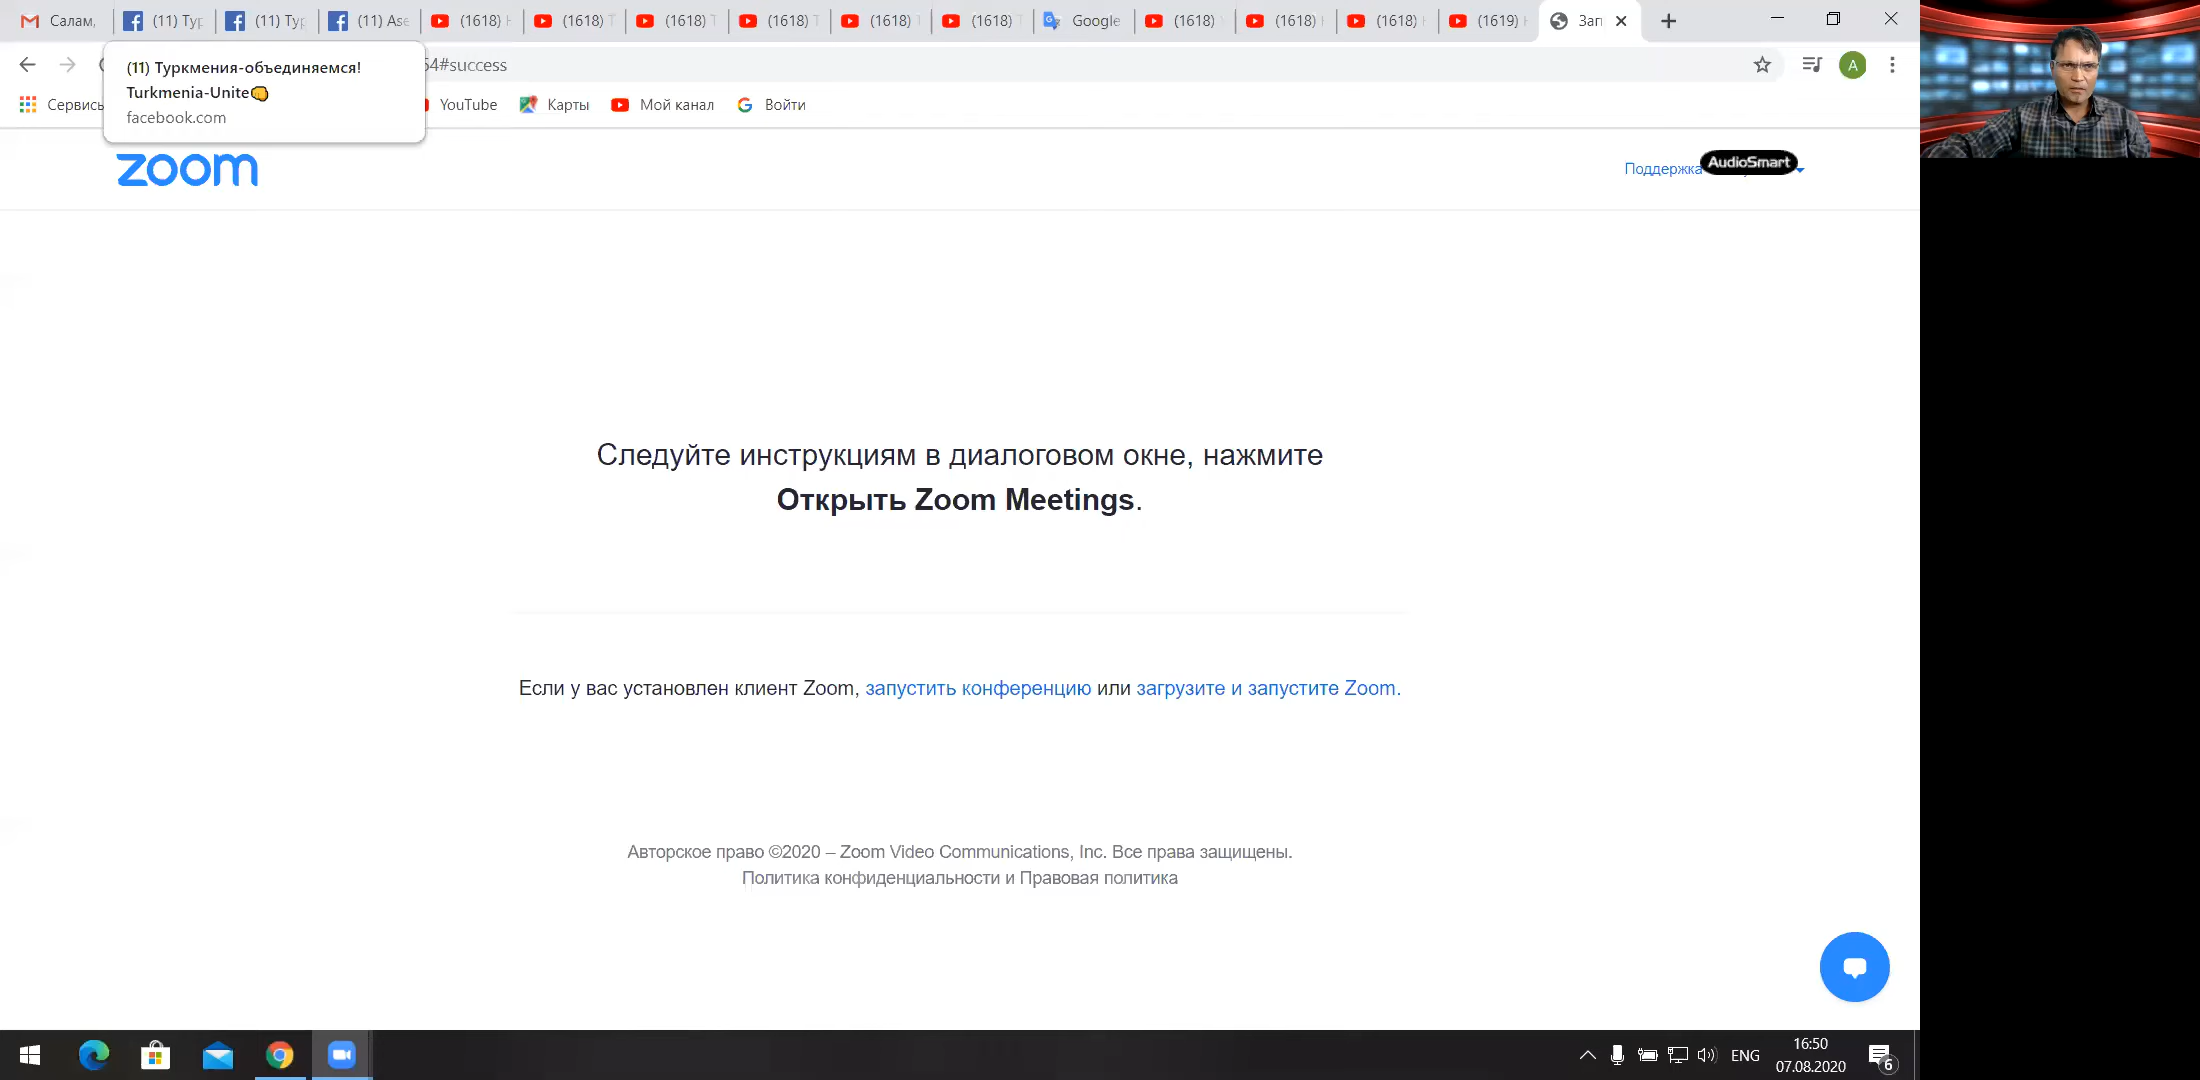 Салам,
(11) Тур
(11) Тур
(11) Ase
(1618)
(1618) T
(1618) T
(1618) T
(1618)
(1618)
Google
(1618)
(1618)
(1618)
(1619)
Зап
(11) Туркмения-объединяемся!
Turkmenia-Unite👊
facebook.com
64#success
A
Сервисы
YouTube
Карты
Мой канал
Войти
zoom
Поддержка
AudioSmart
Следуйте инструкциям в диалоговом окне, нажмите
Открыть Zoom Meetings.
Если у вас установлен клиент Zoom, запустить конференцию или загрузите и запустите Zoom.
Авторское право ©2020 – Zoom Video Communications, Inc. Все права защищены.
Политика конфиденциальности и Правовая политика
ENG
16:50
07.08.2020
6